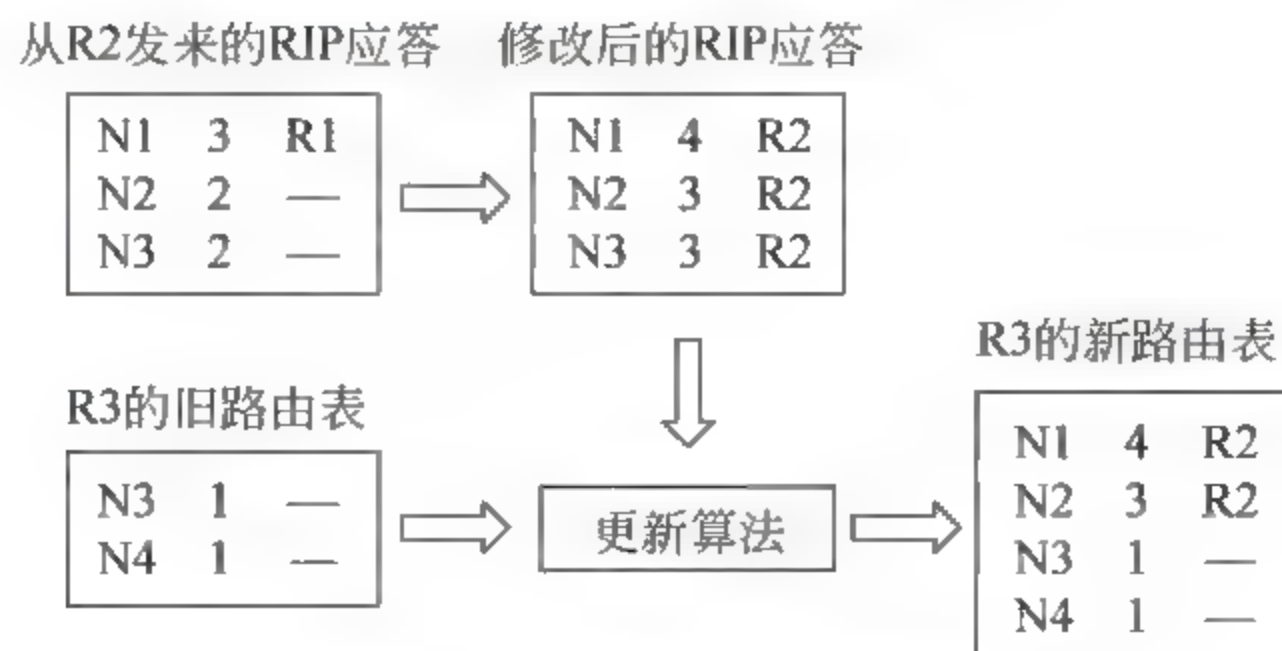 从R2发来的RIP应答
N1 3 R1
N2 2 —
N3 2 —
修改后的RIP应答
N1 4 R2
N2 3 R2
N3 3 R2
R3的旧路由表
N3 1 —
N4 1 —
更新算法
R3的新路由表
N1 4 R2
N2 3 R2
N3 1 —
N4 1 —